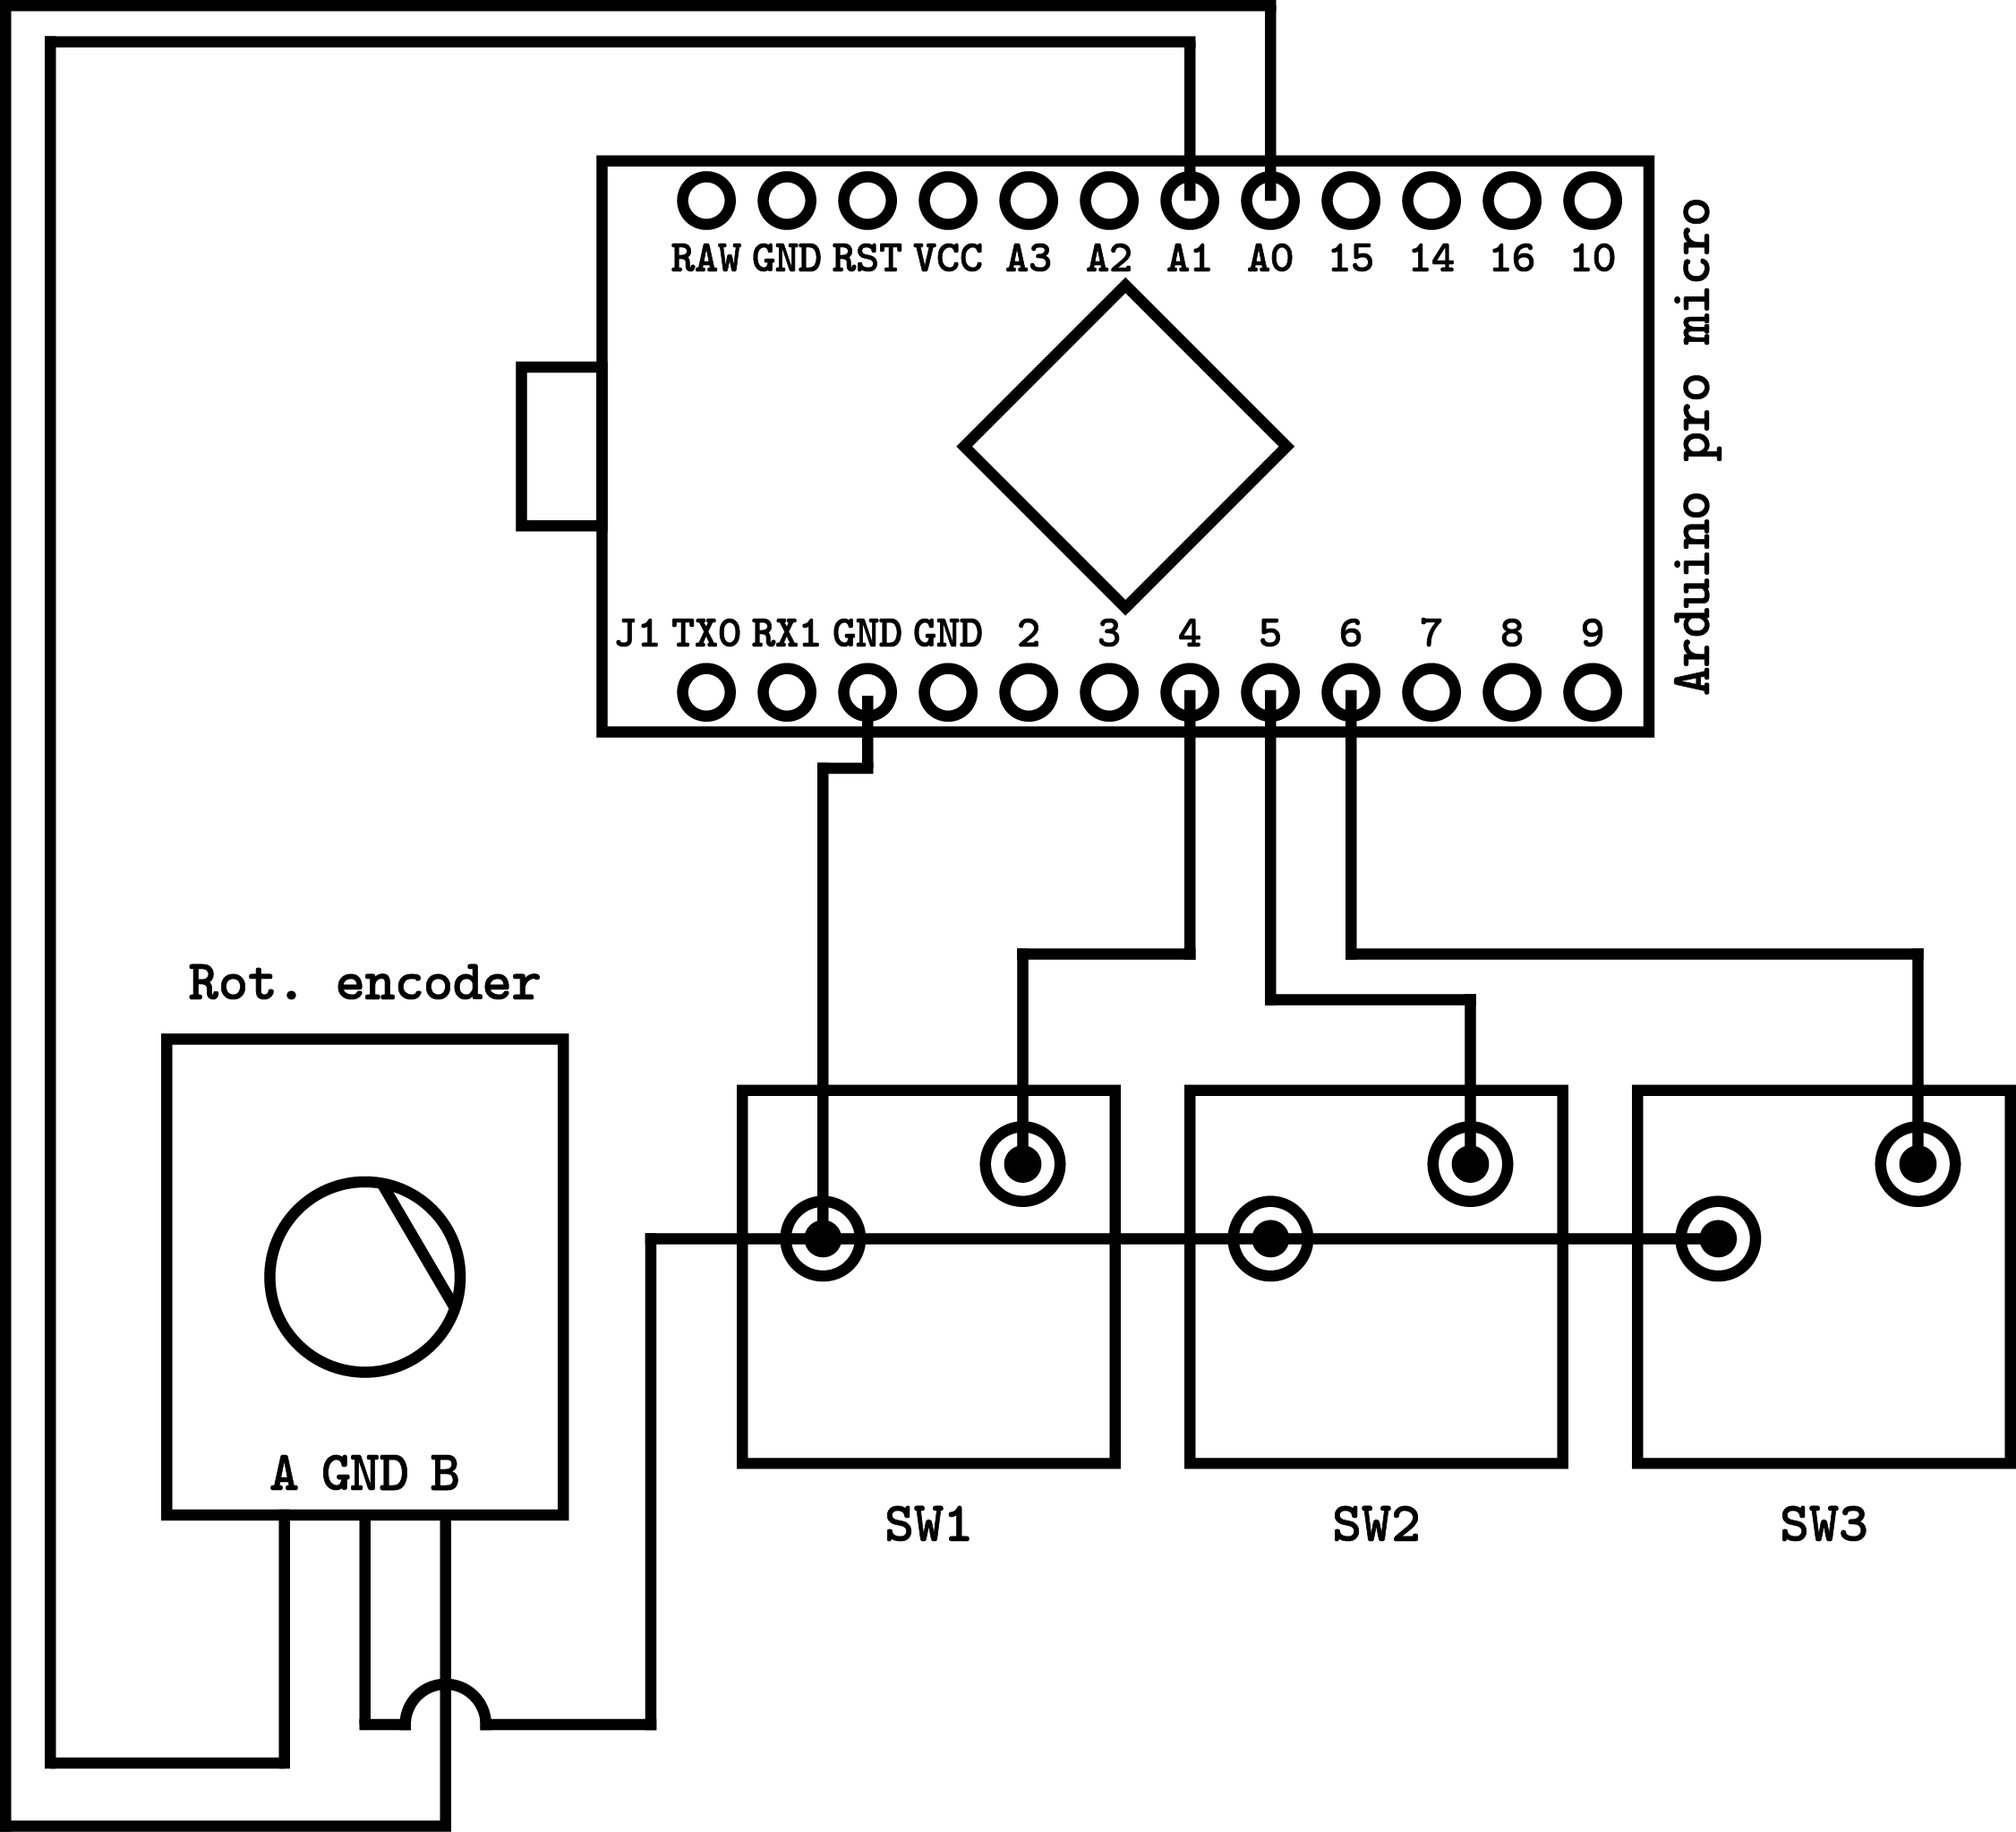 RAW GND RST VCC A3 A2 A1 A0 15 14 16 10
Arduino pro micro
J1 TX0 RX1 GND GND 2 3 4 5 6 7 8 9
Rot. encoder
A GND B
SW1 SW2 SW3